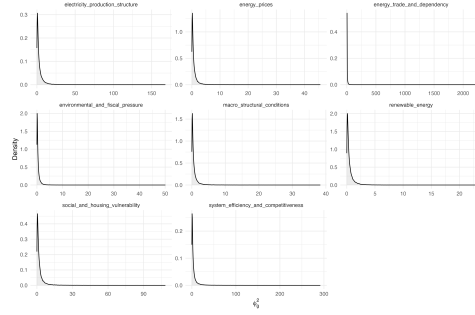 electricity_production_structure
energy_prices
energy_trade_and_dependency
0.3
0.2
0.1
0.0
0 50 100 150
1.0
0.5
0.0
0 10 20 30 40
0.4
0.2
0.0
0 500 1000 1500 2000
environmental_and_fiscal_pressure
macro_structural_conditions
renewable_energy
2.0
1.5
1.0
0.5
0.0
0 10 20 30 40 50
1.5
1.0
0.5
0.0
0 10 20 30 40
2.0
1.5
1.0
0.5
0.0
0 5 10 15 20
social_and_housing_vulnerability
system_efficiency_and_competitiveness
0.4
0.3
0.2
0.1
0.0
0 30 60 90
0.2
0.1
0.0
0 100 200 300
Density